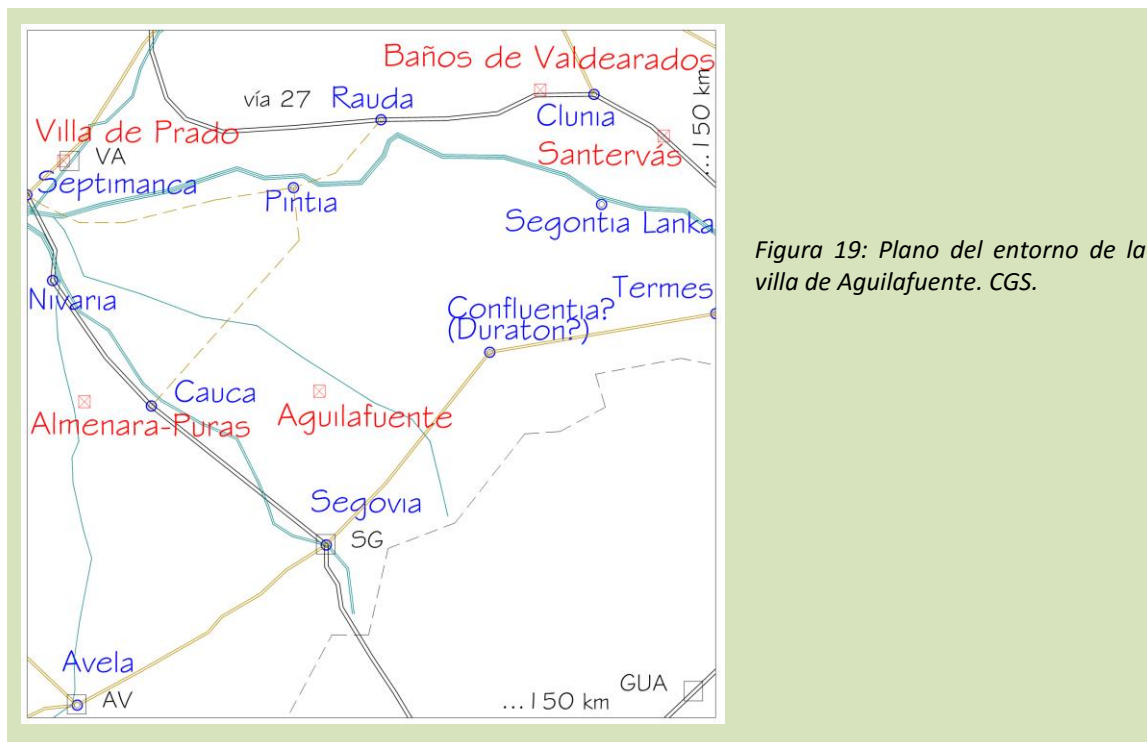 Baños de Valdearados
vía 27
Rauda
Clunia
...150 km
Villa de Prado
VA
Santervás
Septimanca
Pintia
Segontia Lanka
Nivaria
Termes
Confluentia?
(Duraton?)
Cauca
Aguilafuente
Almenara-Puras
Segovia
SG
Avela
AV
GUA
...150 km
Figura 19: Plano del entorno de la
villa de Aguilafuente. CGS.